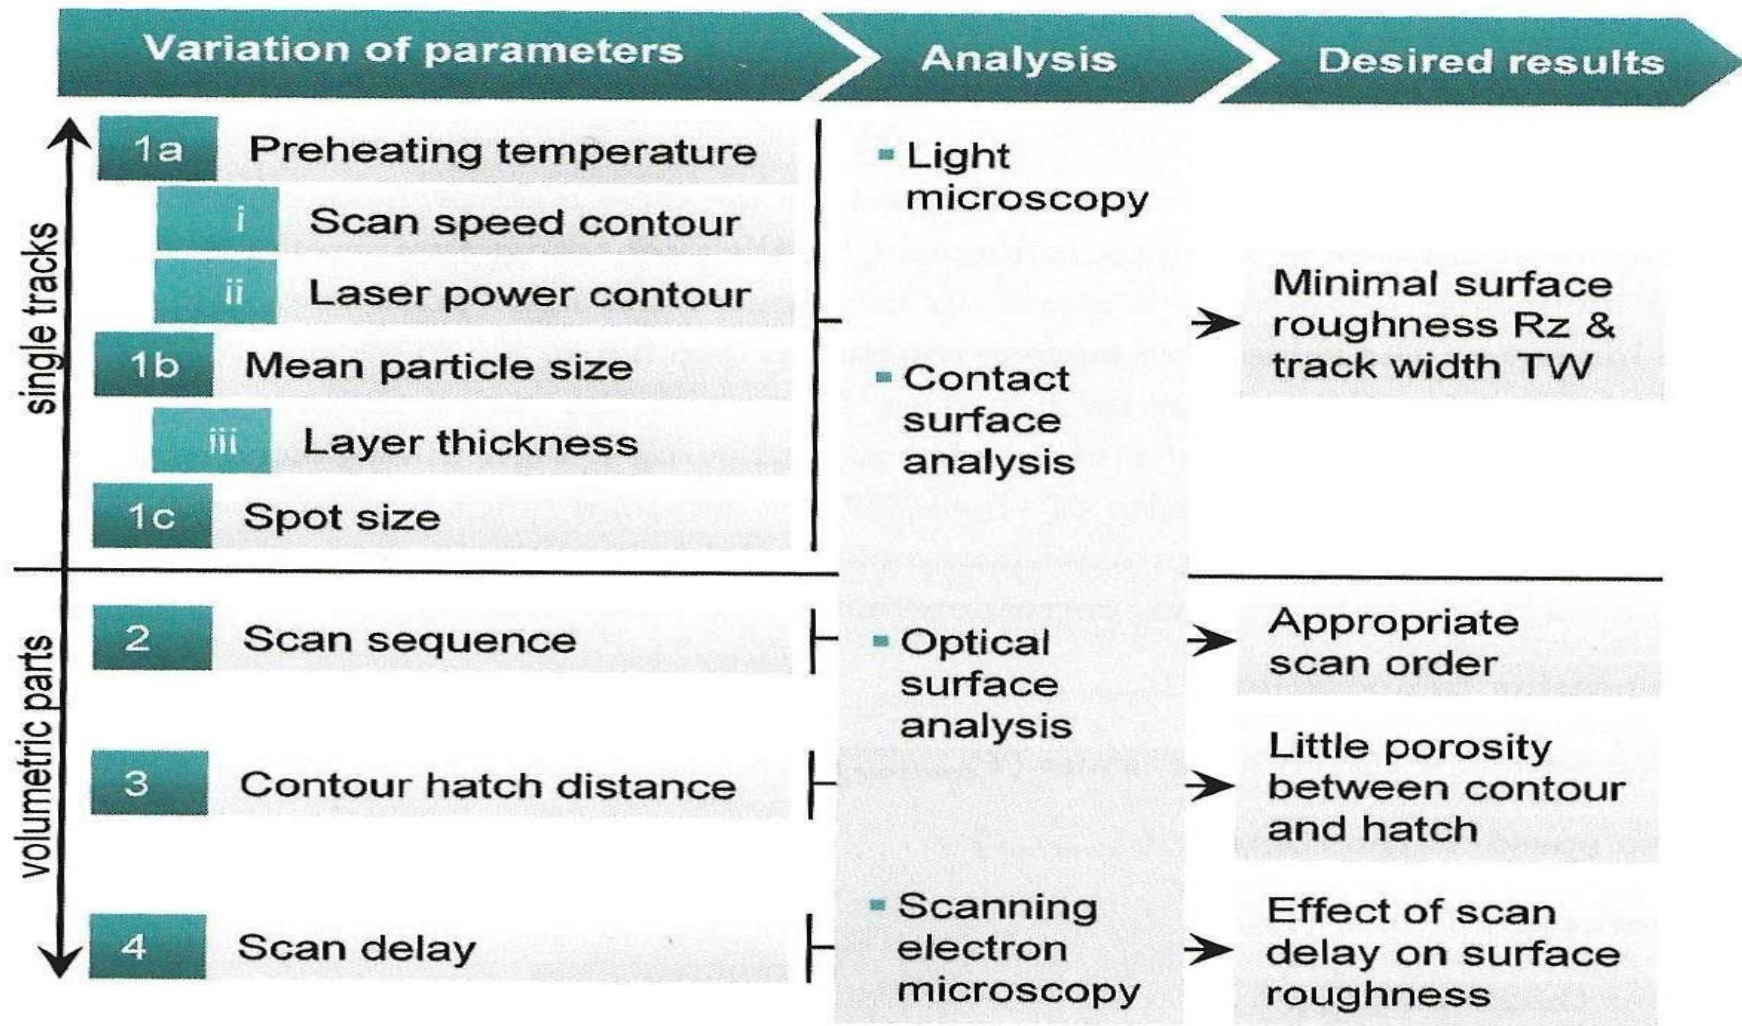 Variation of parameters
Analysis
Desired results
single tracks
1a Preheating temperature
i Scan speed contour
ii Laser power contour
1b Mean particle size
iii Layer thickness
1c Spot size
▪ Light
microscopy
▪ Contact
surface
analysis
Minimal surface
roughness Rz &
track width TW
volumetric parts
2 Scan sequence
3 Contour hatch distance
4 Scan delay
▪ Optical
surface
analysis
▪ Scanning
electron
microscopy
Appropriate
scan order
Little porosity
between contour
and hatch
Effect of scan
delay on surface
roughness